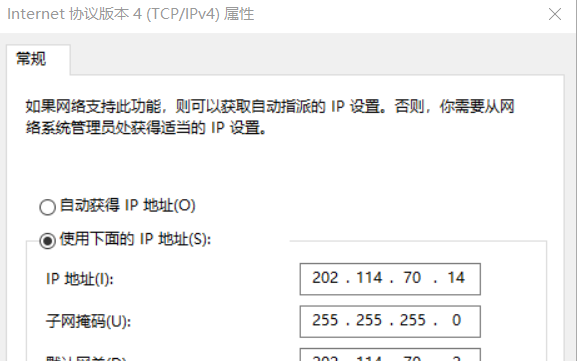 Internet 协议版本 4 (TCP/IPv4) 属性
常规
如果网络支持此功能，则可以获取自动指派的 IP 设置。否则，你需要从网
络系统管理员处获得适当的 IP 设置。
自动获得 IP 地址(O)
使用下面的 IP 地址(S):
IP 地址(I): 202 . 114 . 70 . 14
子网掩码(U): 255 . 255 . 255 . 0